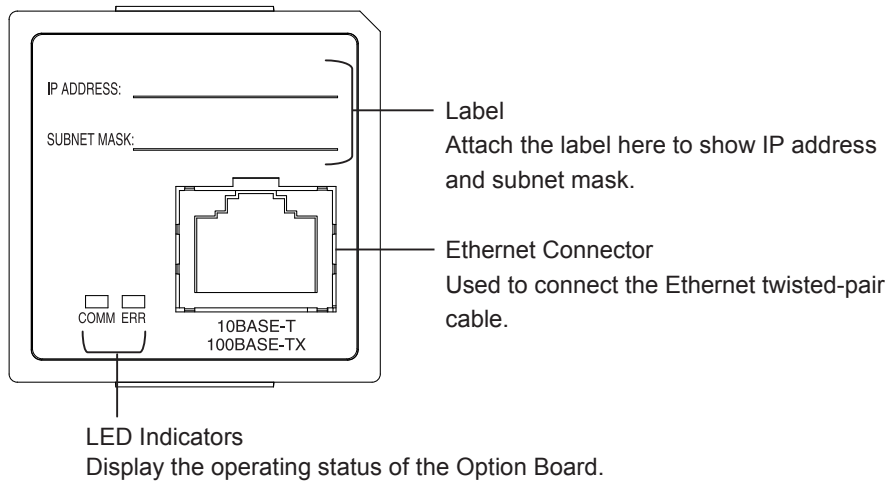 IP ADDRESS:
SUBNET MASK:
Label
Attach the label here to show IP address
and subnet mask.
Ethernet Connector
Used to connect the Ethernet twisted-pair
cable.
COMM ERR
10BASE-T
100BASE-TX
LED Indicators
Display the operating status of the Option Board.